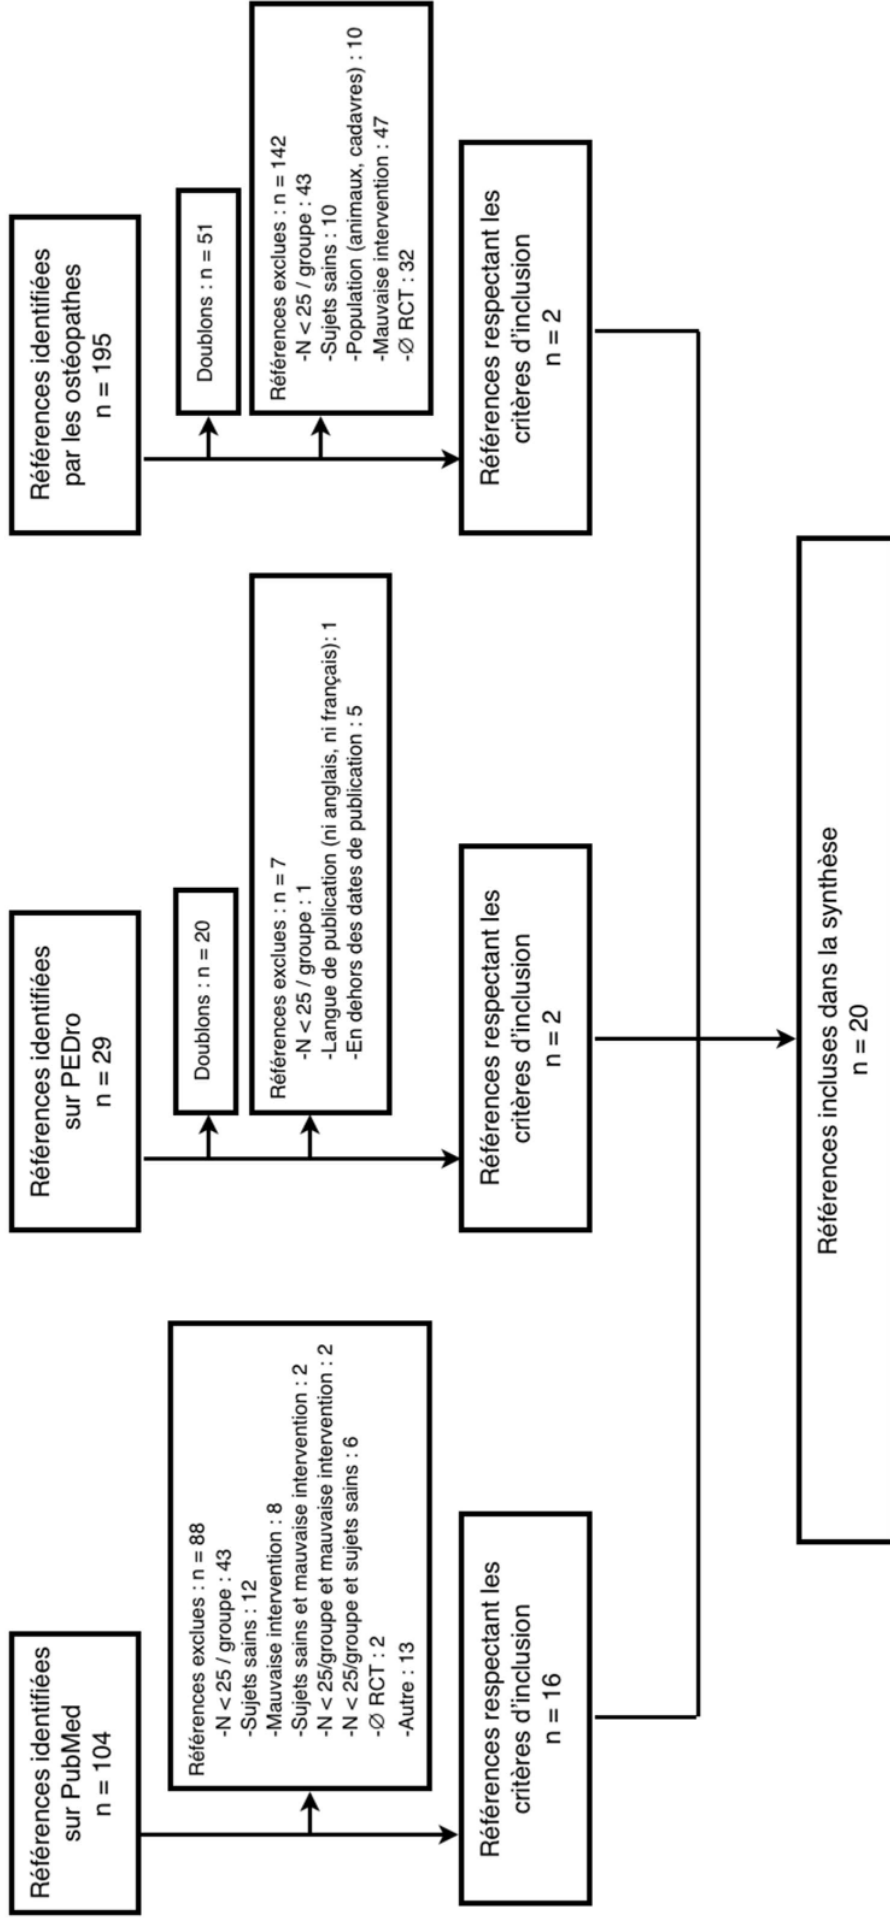 Références identifiées
sur PubMed
n = 104
Références exclues : n = 88
-N < 25 / groupe : 43
-Sujets sains : 12
-Mauvaise intervention : 8
-Sujets sains et mauvaise intervention : 2
-N < 25/groupe et mauvaise intervention : 2
-N < 25/groupe et sujets sains : 6
-Ø RCT : 2
-Autre : 13
Références respectant les
critères d'inclusion
n = 16
Références identifiées
sur PEDro
n = 29
Doublons : n = 20
Références exclues : n = 7
-N < 25 / groupe : 1
-Langue de publication (ni anglais, ni français): 1
-En dehors des dates de publication : 5
Références respectant les
critères d'inclusion
n = 2
Références identifiées
par les ostéopathes
n = 195
Doublons : n = 51
Références exclues : n = 142
-N < 25 / groupe : 43
-Sujets sains : 10
-Population (animaux, cadavres) : 10
-Mauvaise intervention : 47
-Ø RCT : 32
Références respectant les
critères d'inclusion
n = 2
Références incluses dans la synthèse
n = 20